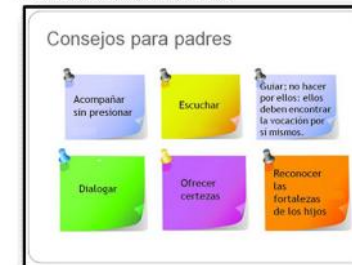 Consejos para padres
Acompañar
sin presionar
Escuchar
Guiar; no hacer
por ellos: ellos
deben encontrar
la vocación por
sí mismos.
Dialogar
Ofrecer
certezas
Reconocer
las
fortalezas
de los hijos